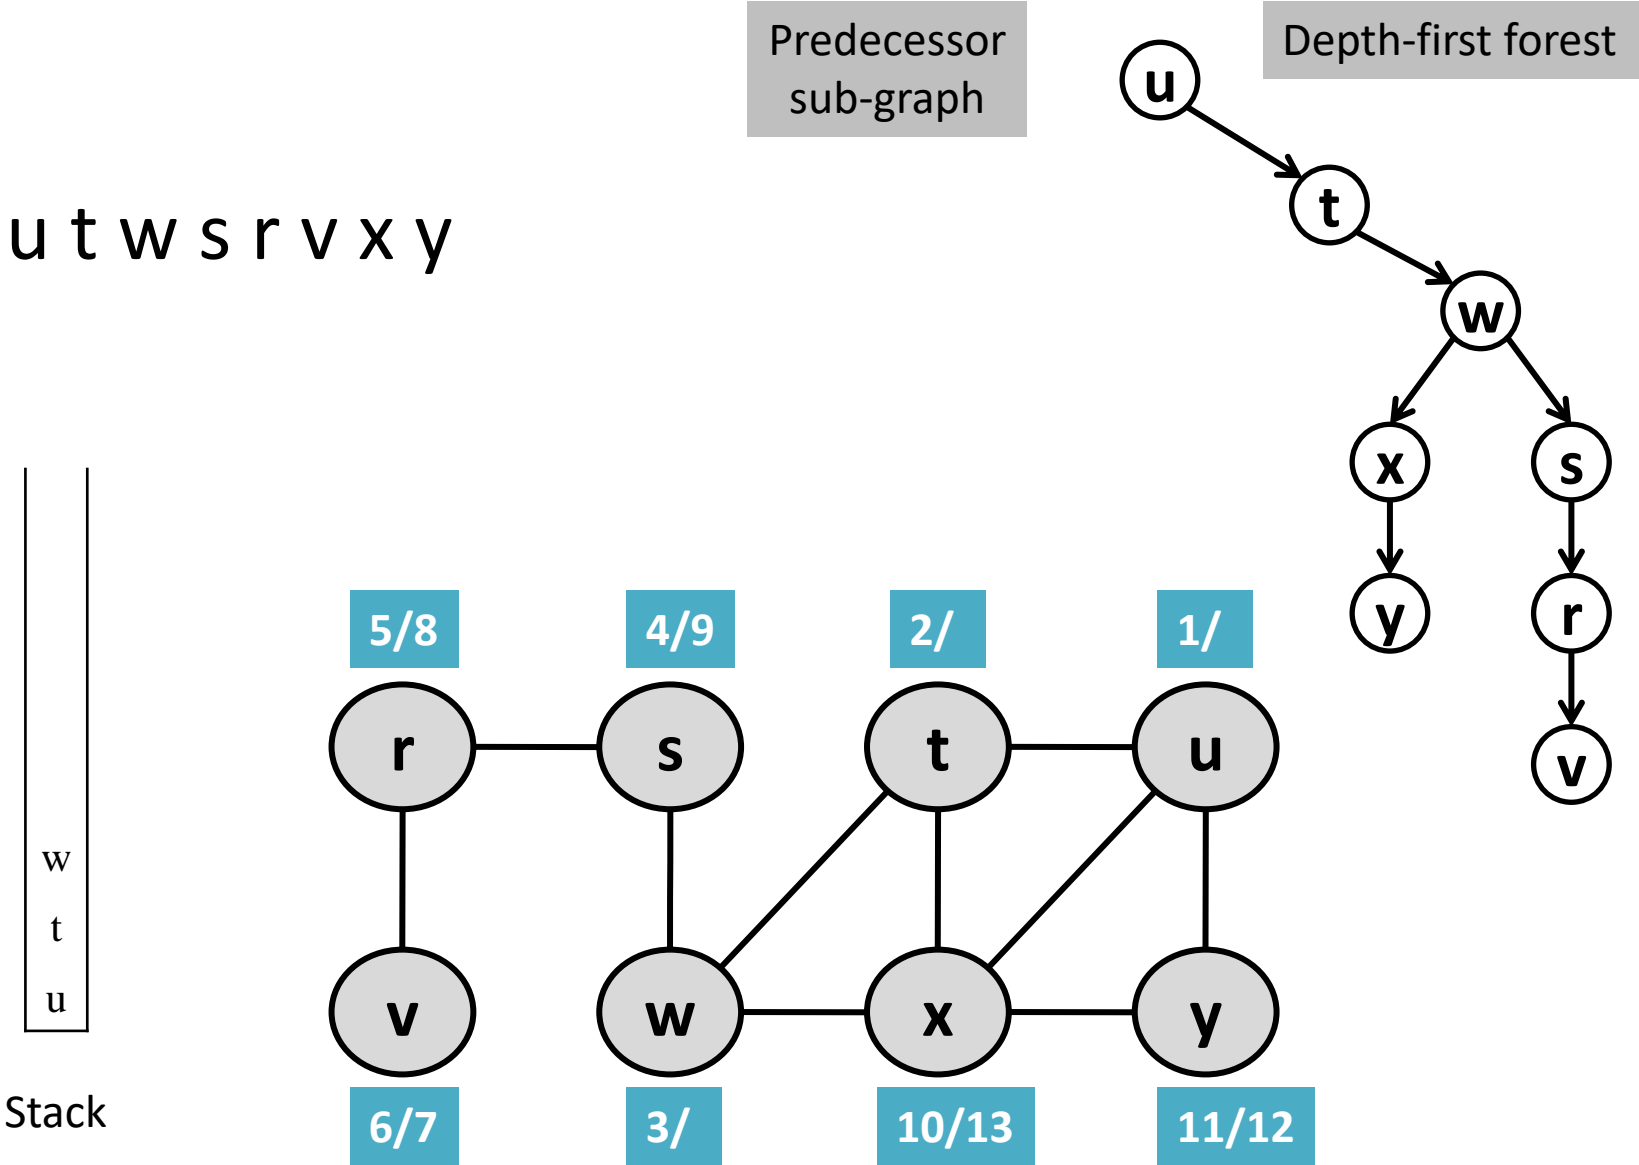 Predecessor
sub-graph
Depth-first forest
u
t
w
x
s
y
r
v
u t w s r v x y
w
t
u
Stack
5/8
4/9
2/
1/
r
s
t
u
v
w
x
y
6/7
3/
10/13
11/12